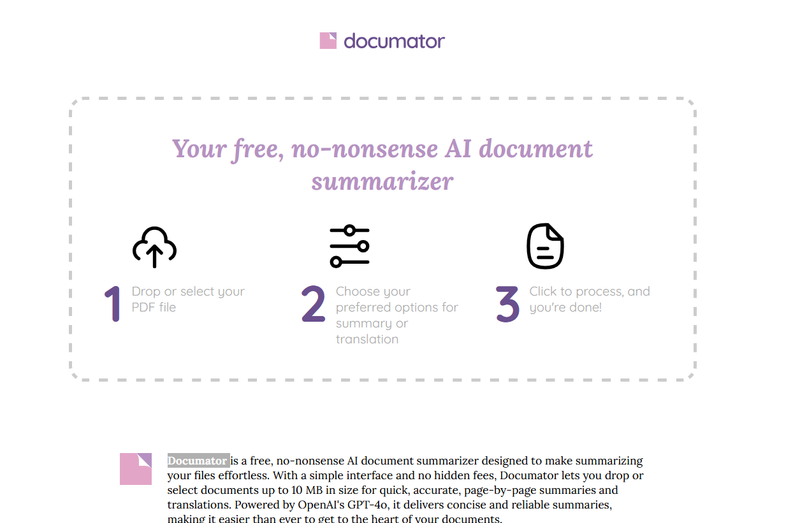 documator
Your free, no-nonsense AI document
summarizer
1 Drop or select your
PDF file
2 Choose your
preferred options for
summary or
translation
3 Click to process, and
you're done!
Documator is a free, no-nonsense AI document summarizer designed to make summarizing
your files effortless. With a simple interface and no hidden fees, Documator lets you drop or
select documents up to 10 MB in size for quick, accurate, page-by-page summaries and
translations. Powered by OpenAI's GPT-4o, it delivers concise and reliable summaries,
making it easier than ever to get to the heart of your documents.